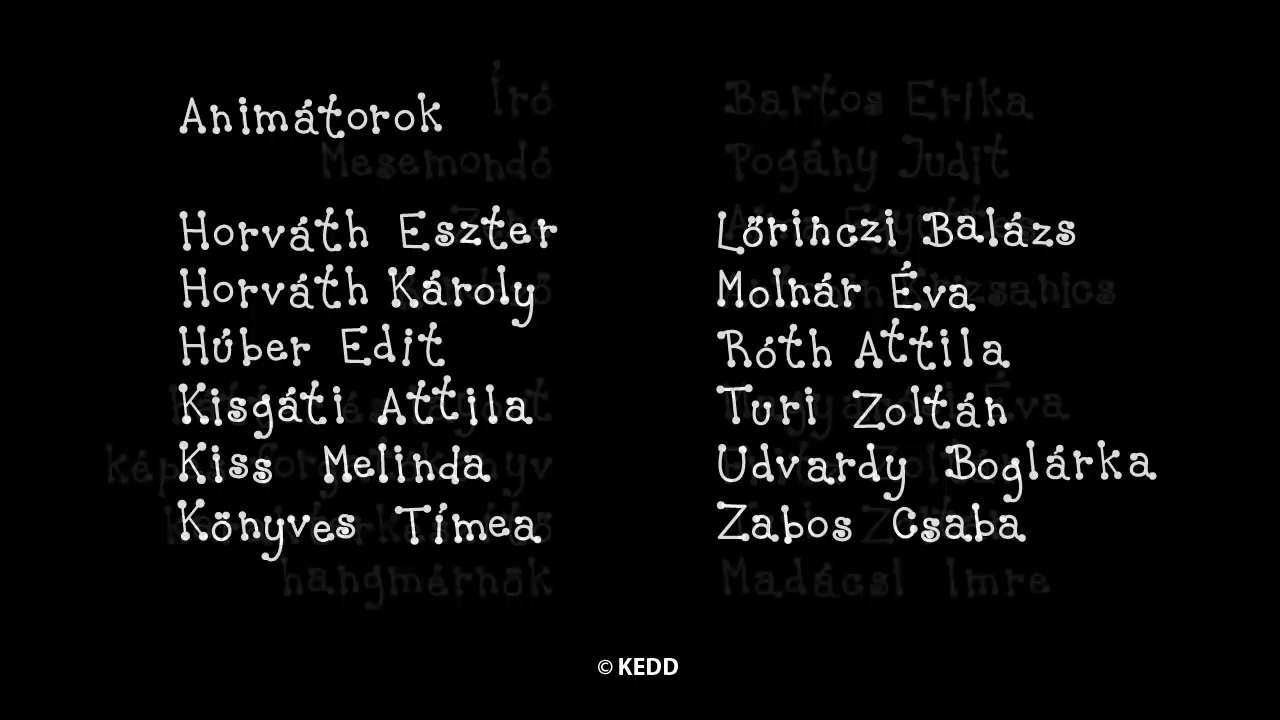 Animátorok
Horváth Eszter
Horváth Károly
Húber Edit
Kisgáti Attila
Kiss Melinda
Könyves Tímea
Lőrinczi Balázs
Molnár Éva
Róth Attila
Turi Zoltán
Udvardy Boglárka
Zabos Csaba
Író Bartos Erika
Mesemondó Pogány Judit
hangmérnök Madácsi Imre
© KEDD